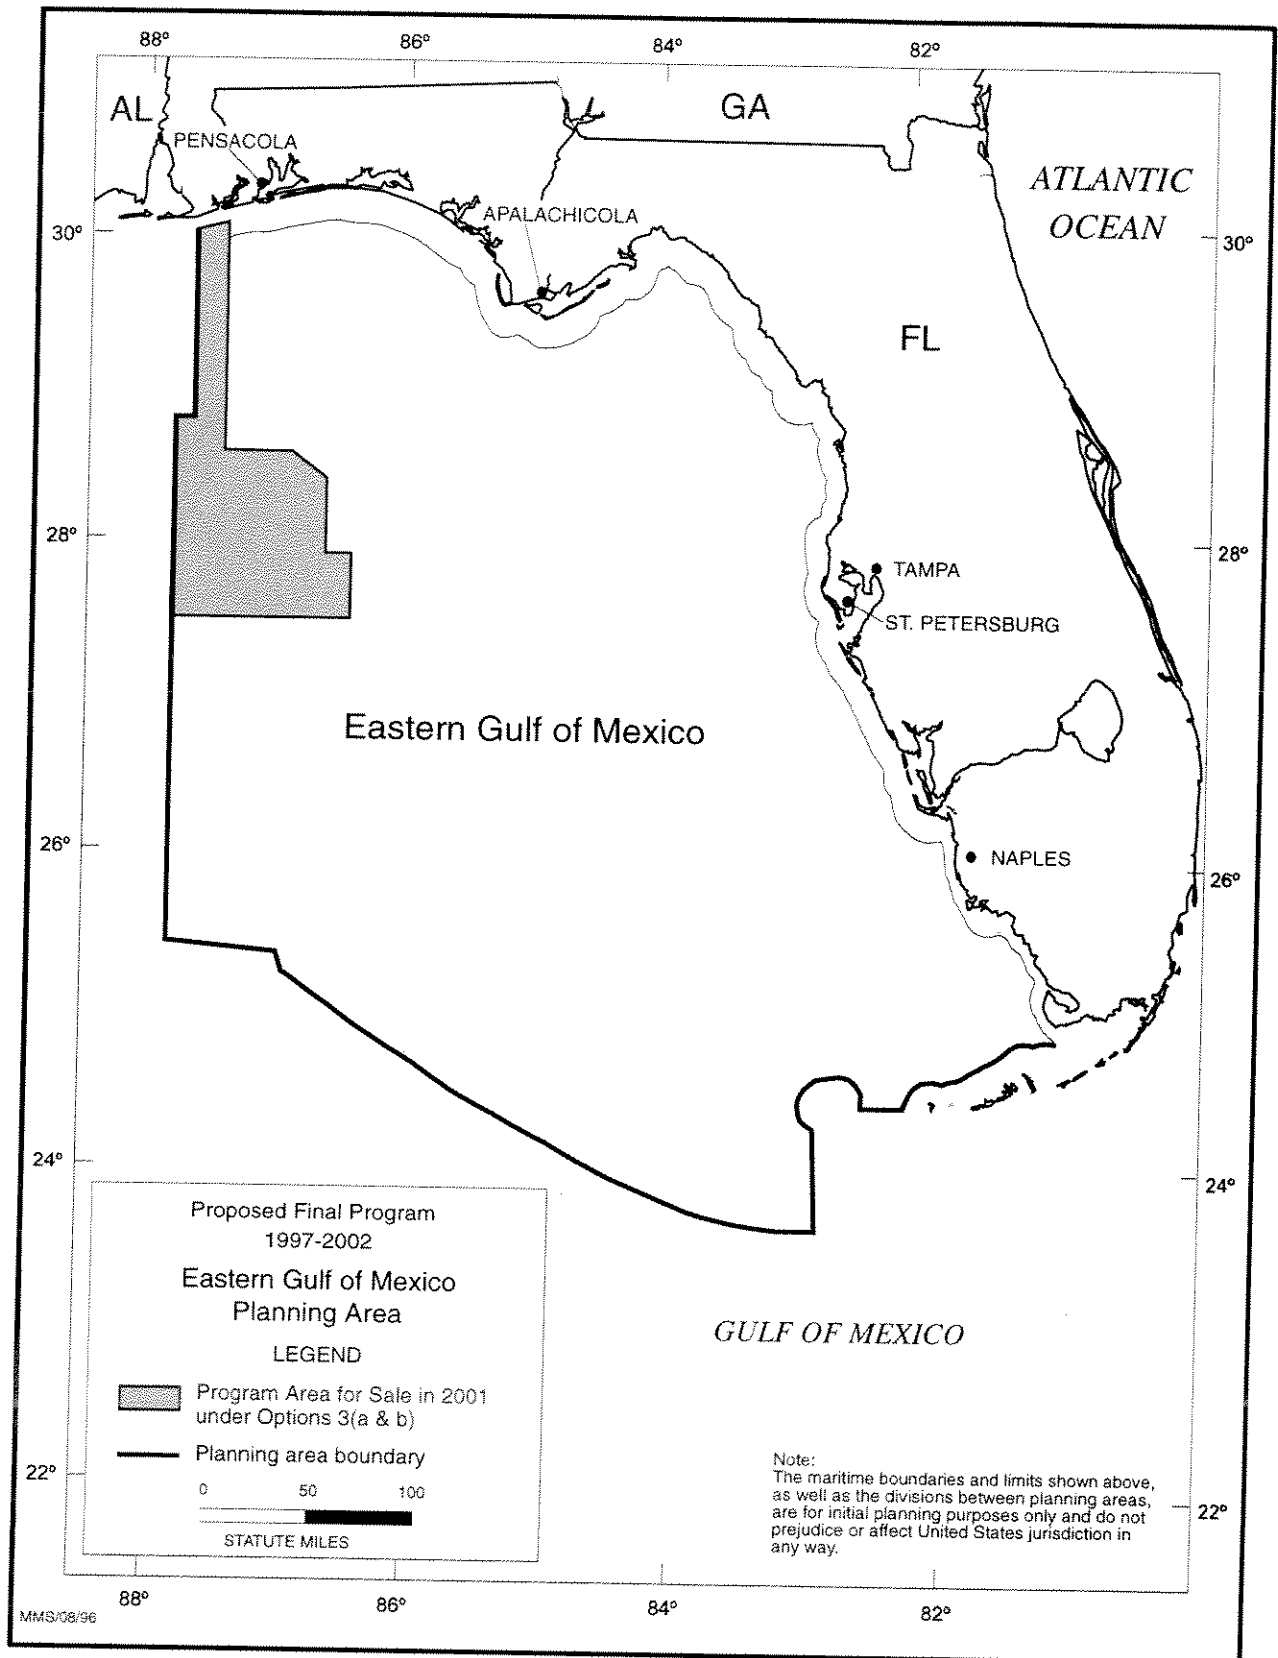 88° 86° 84° 82°
AL
GA
PENSACOLA
ATLANTIC
OCEAN
APALACHICOLA
30°
30°
FL
28°
28°
TAMPA
ST. PETERSBURG
Eastern Gulf of Mexico
26°
NAPLES
26°
24°
24°
Proposed Final Program
1997-2002
Eastern Gulf of Mexico
Planning Area
LEGEND
Program Area for Sale in 2001
under Options 3(a & b)
Planning area boundary
0 50 100
STATUTE MILES
GULF OF MEXICO
Note:
The maritime boundaries and limits shown above,
as well as the divisions between planning areas,
are for initial planning purposes only and do not
prejudice or affect United States jurisdiction in
any way.
22°
22°
88° 86° 84° 82°
MMS/08/96